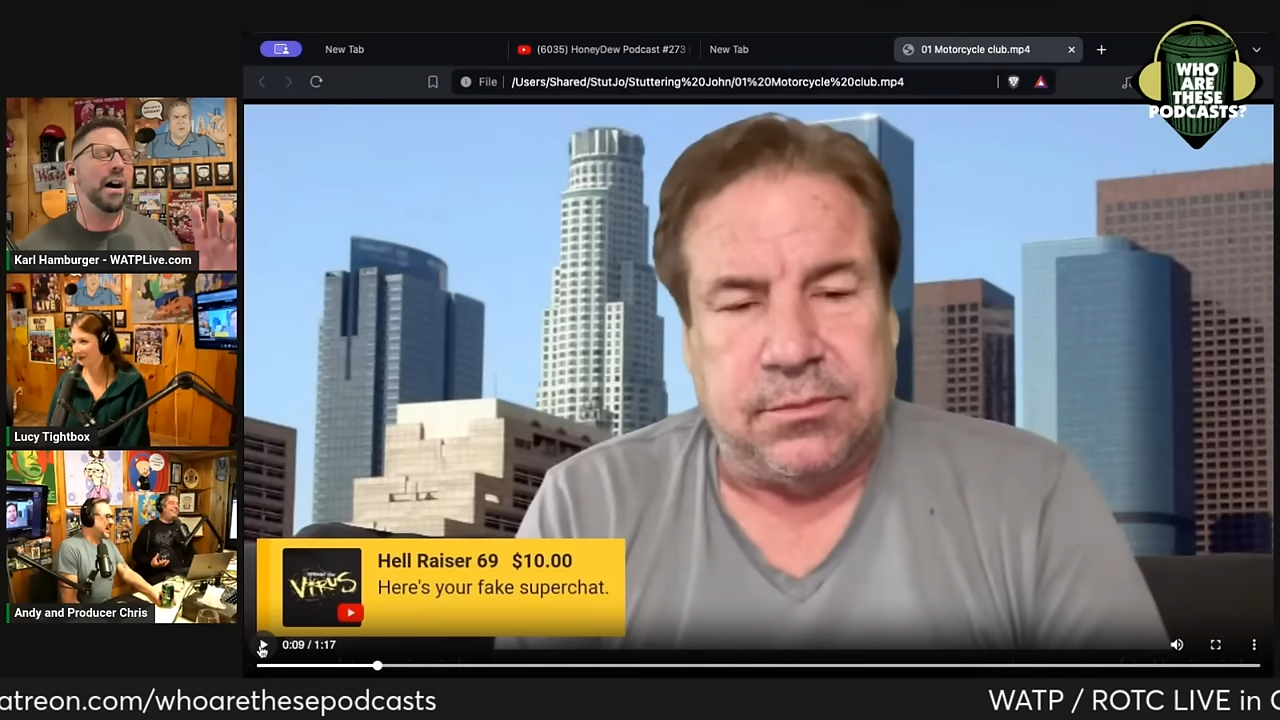 New Tab
(6035) HoneyDew Podcast #273
New Tab
01 Motorcycle club.mp4
File
/Users/Shared/StutJo/Stuttering%20John/01%20Motorcycle%20club.mp4
WHO
ARE
THESE
PODCASTS?
Karl Hamburger - WATPLive.com
Lucy Tightbox
Andy and Producer Chris
Hell Raiser 69 $10.00
VIRUS
Here's your fake superchat.
0:09 / 1:17
atreon.com/whoarethesepodcasts
WATP / ROTC LIVE in